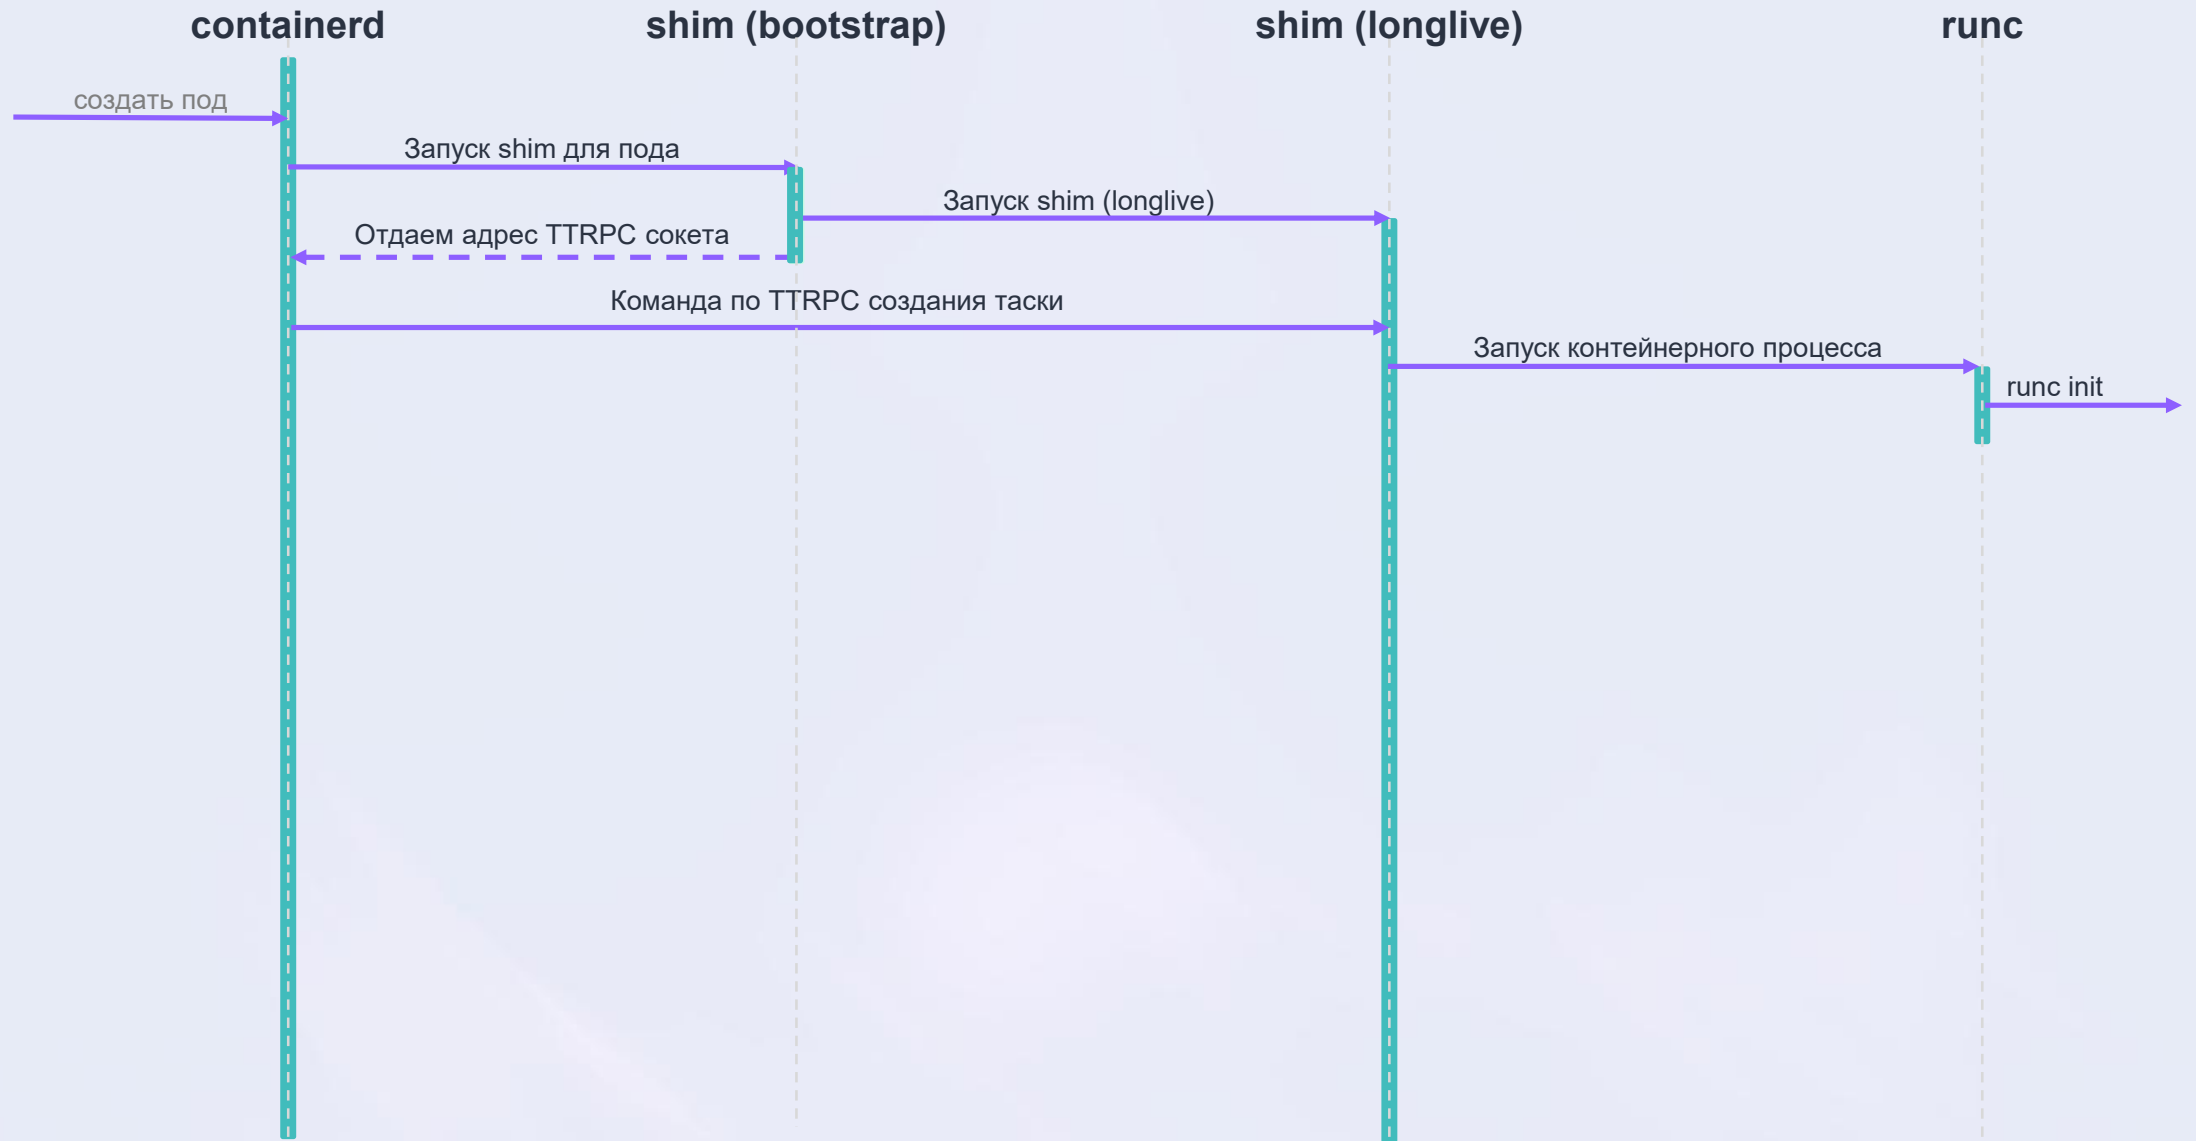 containerd
shim (bootstrap)
shim (longlive)
runc
создать под
Запуск shim для пода
Запуск shim (longlive)
Отдаем адрес TTRPC сокета
Команда по TTRPC создания таски
Запуск контейнерного процесса
runc init